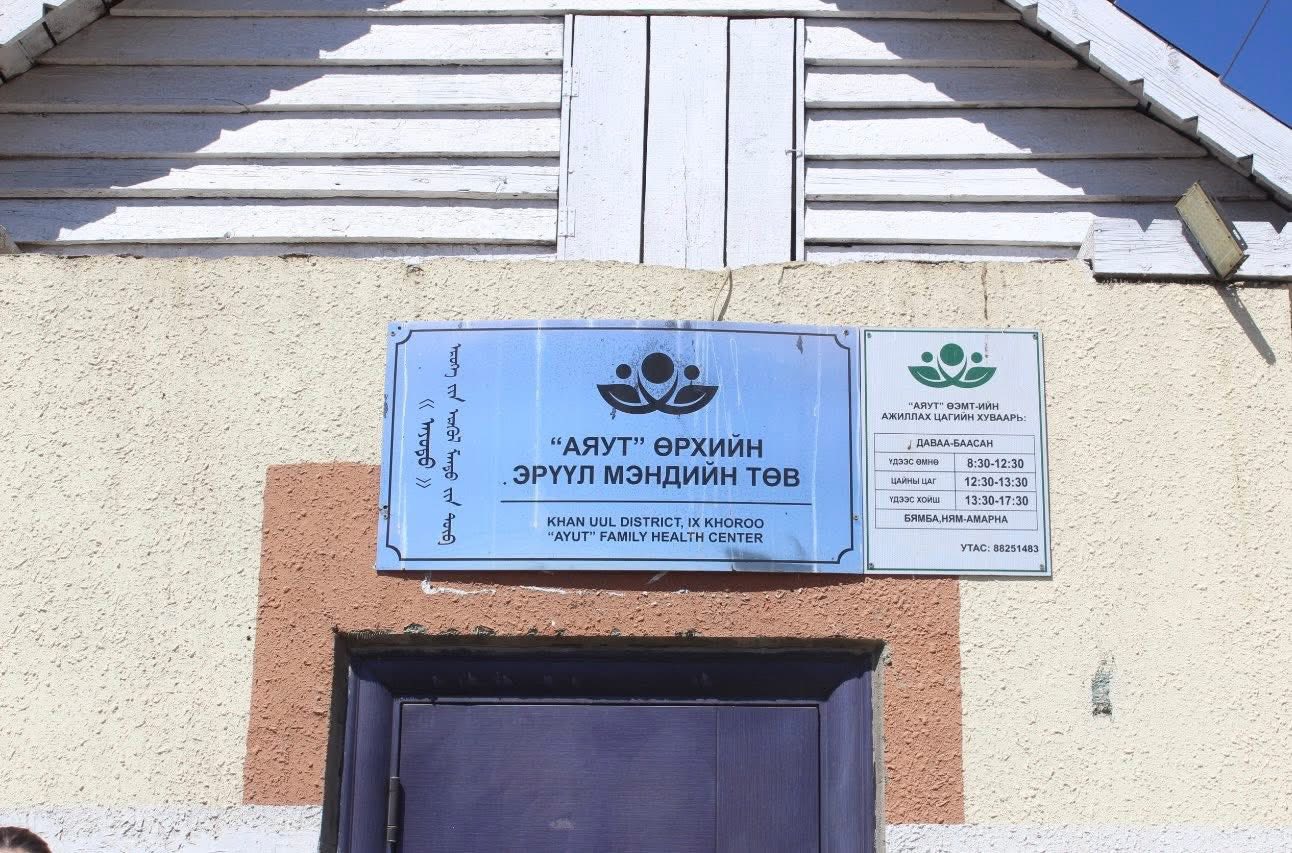 “АЯУТ” ӨРХИЙН
ЭРҮҮЛ МЭНДИЙН ТӨВ
KHAN UUL DISTRICT, IX KHOROO
“AYUT” FAMILY HEALTH CENTER
“АЯУТ” ӨЭМТ-ИЙН
АЖИЛЛАХ ЦАГИЙН ХУВААРЬ:
ДАВАА-БААСАН
ҮДЭЭС ӨМНӨ 8:30-12:30
ЦАЙНЫ ЦАГ 12:30-13:30
ҮДЭЭС ХОЙШ 13:30-17:30
БЯМБА,НЯМ-АМАРНА
УТАС: 88251483